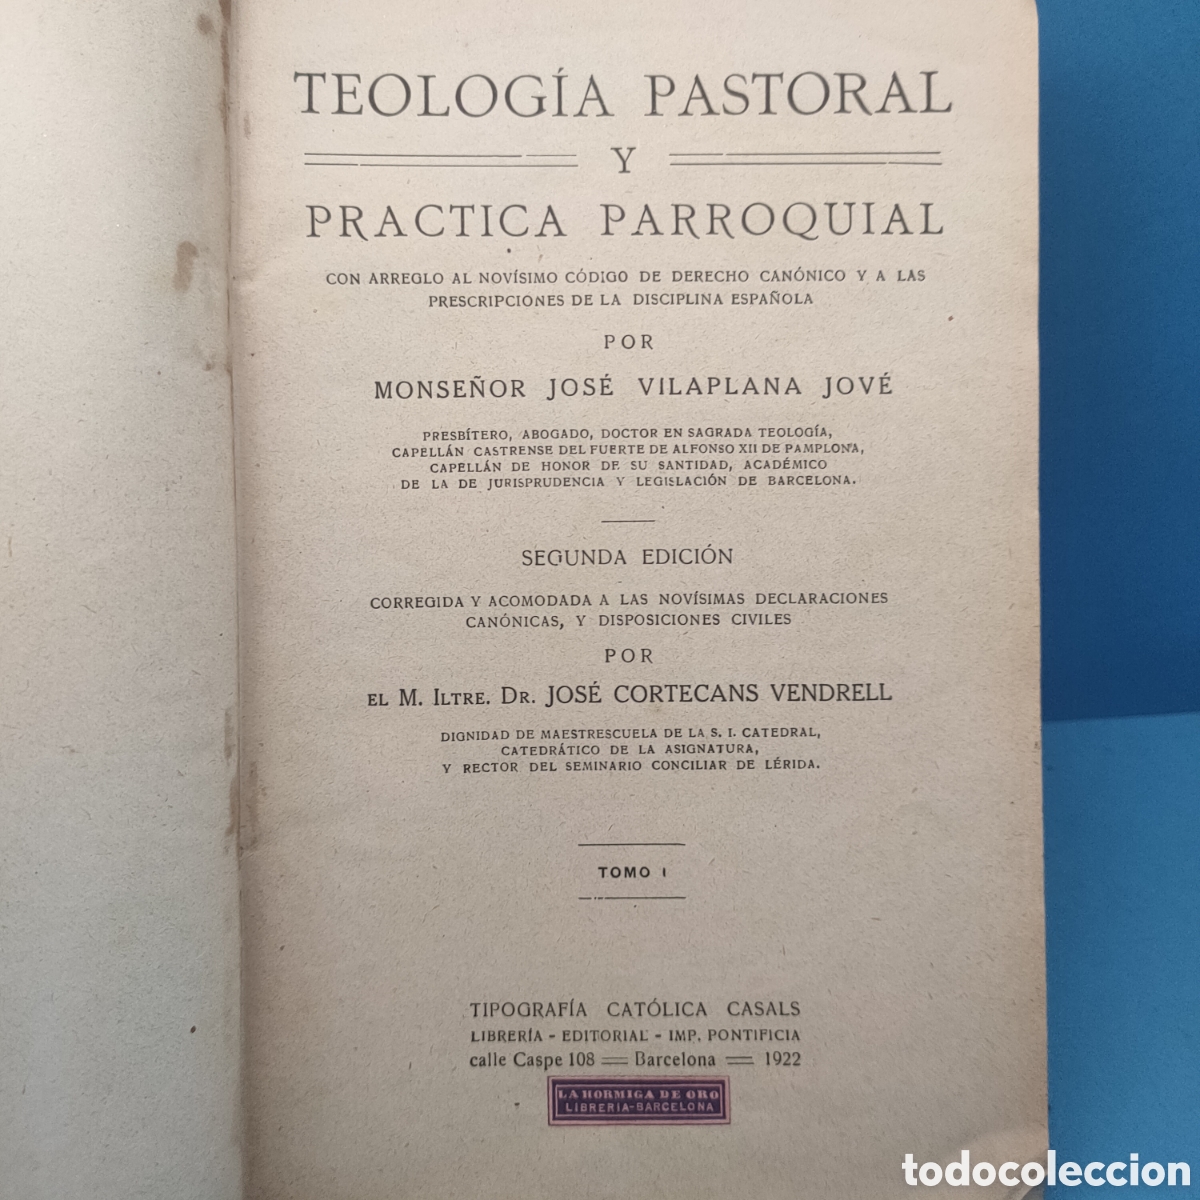 TEOLOGÍA PASTORAL
Y
PRACTICA PARROQUIAL
CON ARREGLO AL NOVÍSIMO CÓDIGO DE DERECHO CANÓNICO Y A LAS
PRESCRIPCIONES DE LA DISCIPLINA ESPAÑOLA
POR
MONSEÑOR JOSÉ VILAPLANA JOVÉ
PRESBÍTERO, ABOGADO, DOCTOR EN SAGRADA TEOLOGÍA,
CAPELLÁN CASTRENSE DEL FUERTE DE ALFONSO XII DE PAMPLONA,
CAPELLÁN DE HONOR DE SU SANTIDAD, ACADÉMICO
DE LA DE JURISPRUDENCIA Y LEGISLACIÓN DE BARCELONA.
SEGUNDA EDICIÓN
CORREGIDA Y ACOMODADA A LAS NOVÍSIMAS DECLARACIONES
CANÓNICAS, Y DISPOSICIONES CIVILES
POR
EL M. ILTRE. DR. JOSÉ CORTECANS VENDRELL
DIGNIDAD DE MAESTRESCUELA DE LA S. I. CATEDRAL,
CATEDRÁTICO DE LA ASIGNATURA,
Y RECTOR DEL SEMINARIO CONCILIAR DE LÉRIDA.
TOMO I
TIPOGRAFÍA CATÓLICA CASALS
LIBRERÍA - EDITORIAL - IMP. PONTIFICIA
calle Caspe 108 = Barcelona = 1922
LA HORMIGA DE ORO
LIBRERIA-BARCELONA
todocoleccion